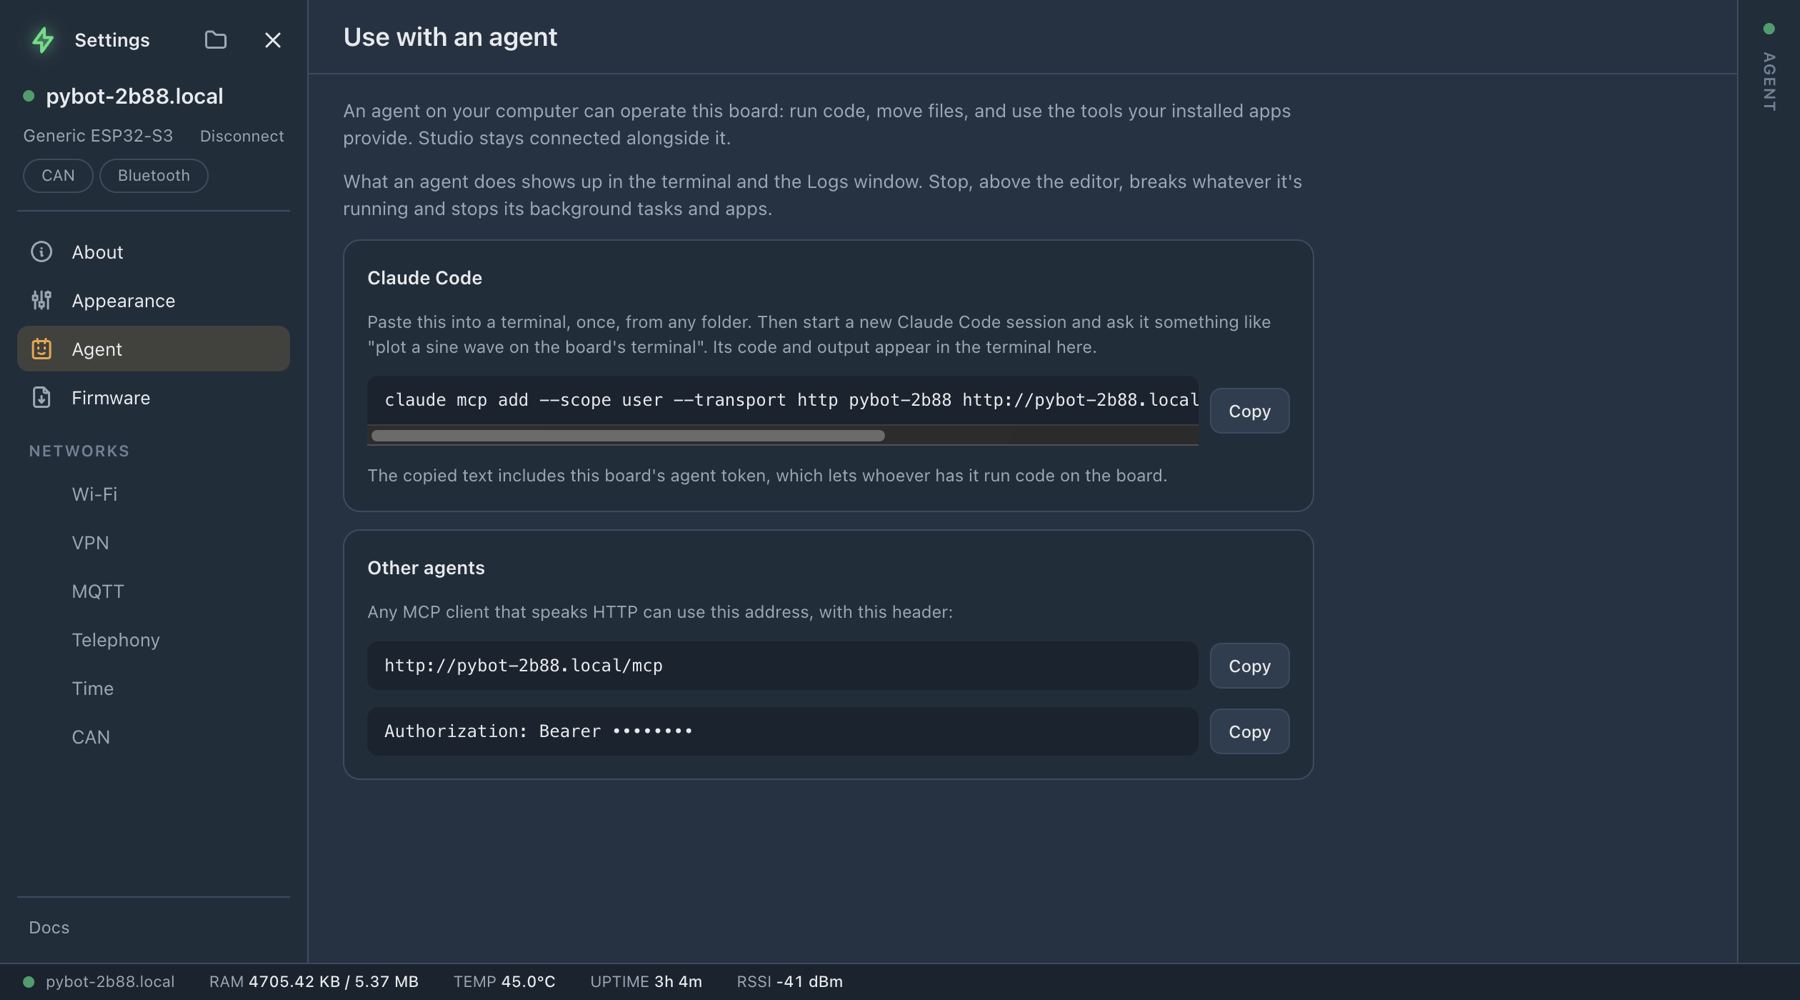 Settings
pybot-2b88.local
Generic ESP32-S3 Disconnect
CAN Bluetooth
About
Appearance
Agent
Firmware
NETWORKS
Wi-Fi
VPN
MQTT
Telephony
Time
CAN
Docs
Use with an agent
An agent on your computer can operate this board: run code, move files, and use the tools your installed apps
provide. Studio stays connected alongside it.
What an agent does shows up in the terminal and the Logs window. Stop, above the editor, breaks whatever it's
running and stops its background tasks and apps.
Claude Code
Paste this into a terminal, once, from any folder. Then start a new Claude Code session and ask it something like
"plot a sine wave on the board's terminal". Its code and output appear in the terminal here.
claude mcp add --scope user --transport http pybot-2b88 http://pybot-2b88.local
Copy
The copied text includes this board's agent token, which lets whoever has it run code on the board.
Other agents
Any MCP client that speaks HTTP can use this address, with this header:
http://pybot-2b88.local/mcp
Copy
Authorization: Bearer ••••••••
Copy
AGENT
pybot-2b88.local RAM 4705.42 KB / 5.37 MB TEMP 45.0°C UPTIME 3h 4m RSSI -41 dBm